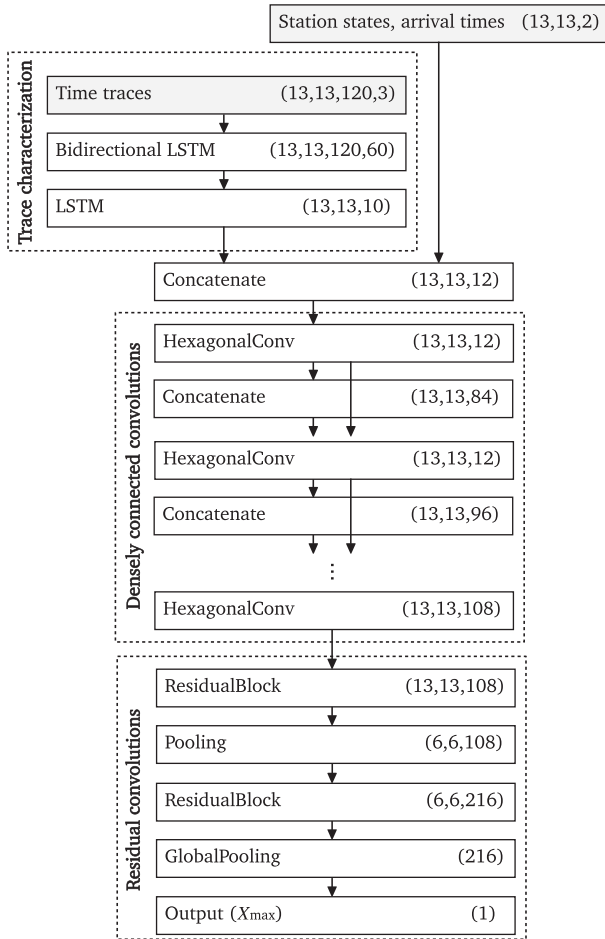 Station states, arrival times (13,13,2)
Trace characterization
Time traces (13,13,120,3)
Bidirectional LSTM (13,13,120,60)
LSTM (13,13,10)
Concatenate (13,13,12)
Densely connected convolutions
HexagonalConv (13,13,12)
Concatenate (13,13,84)
HexagonalConv (13,13,12)
Concatenate (13,13,96)
⋮
HexagonalConv (13,13,108)
Residual convolutions
ResidualBlock (13,13,108)
Pooling (6,6,108)
ResidualBlock (6,6,216)
GlobalPooling (216)
Output (Xmax) (1)